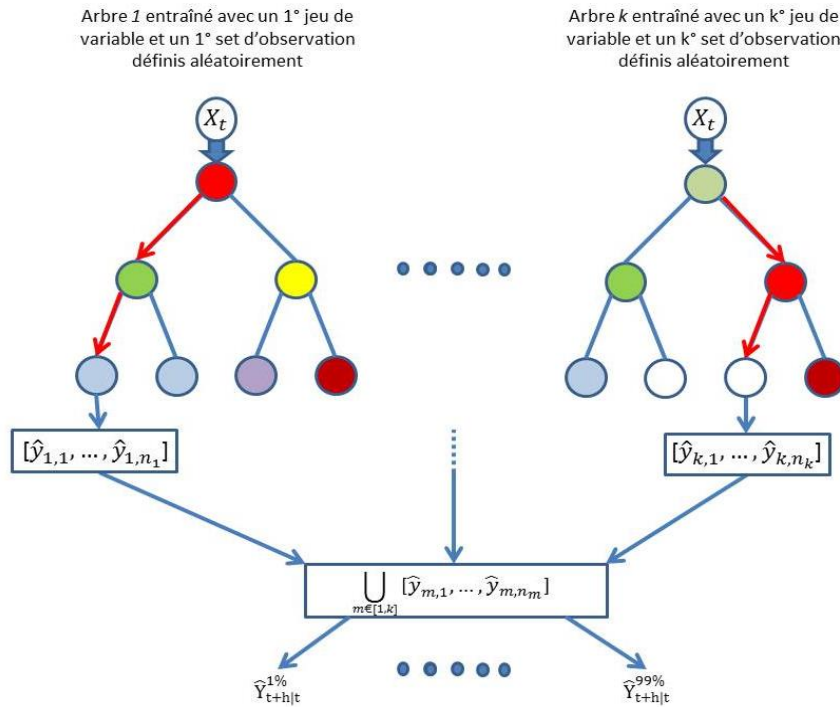 Arbre 1 entraîné avec un 1° jeu de
variable et un 1° set d'observation
définis aléatoirement
Arbre k entraîné avec un k° jeu de
variable et un k° set d'observation
définis aléatoirement
X_t
X_t
[ŷ_{1,1}, … , ŷ_{1,n_1}]
[ŷ_{k,1}, … , ŷ_{k,n_k}]
⋃_{m∈[1,k]} [ŷ_{m,1}, … , ŷ_{m,n_m}]
Ŷ^{1%}_{t+h|t}
Ŷ^{99%}_{t+h|t}